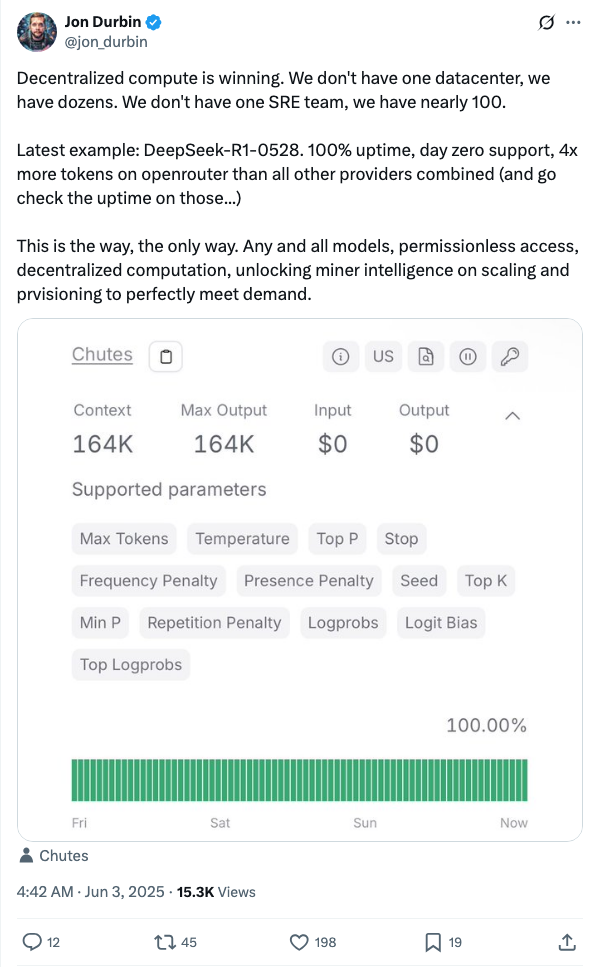 Jon Durbin
@jon_durbin
Decentralized compute is winning. We don't have one datacenter, we
have dozens. We don't have one SRE team, we have nearly 100.
Latest example: DeepSeek-R1-0528. 100% uptime, day zero support, 4x
more tokens on openrouter than all other providers combined (and go
check the uptime on those...)
This is the way, the only way. Any and all models, permissionless access,
decentralized computation, unlocking miner intelligence on scaling and
prvisioning to perfectly meet demand.
Chutes US
Context Max Output Input Output
164K 164K $0 $0
Supported parameters
Max Tokens Temperature Top P Stop
Frequency Penalty Presence Penalty Seed Top K
Min P Repetition Penalty Logprobs Logit Bias
Top Logprobs
100.00%
Fri Sat Sun Now
Chutes
4:42 AM · Jun 3, 2025 · 15.3K Views
12 45 198 19